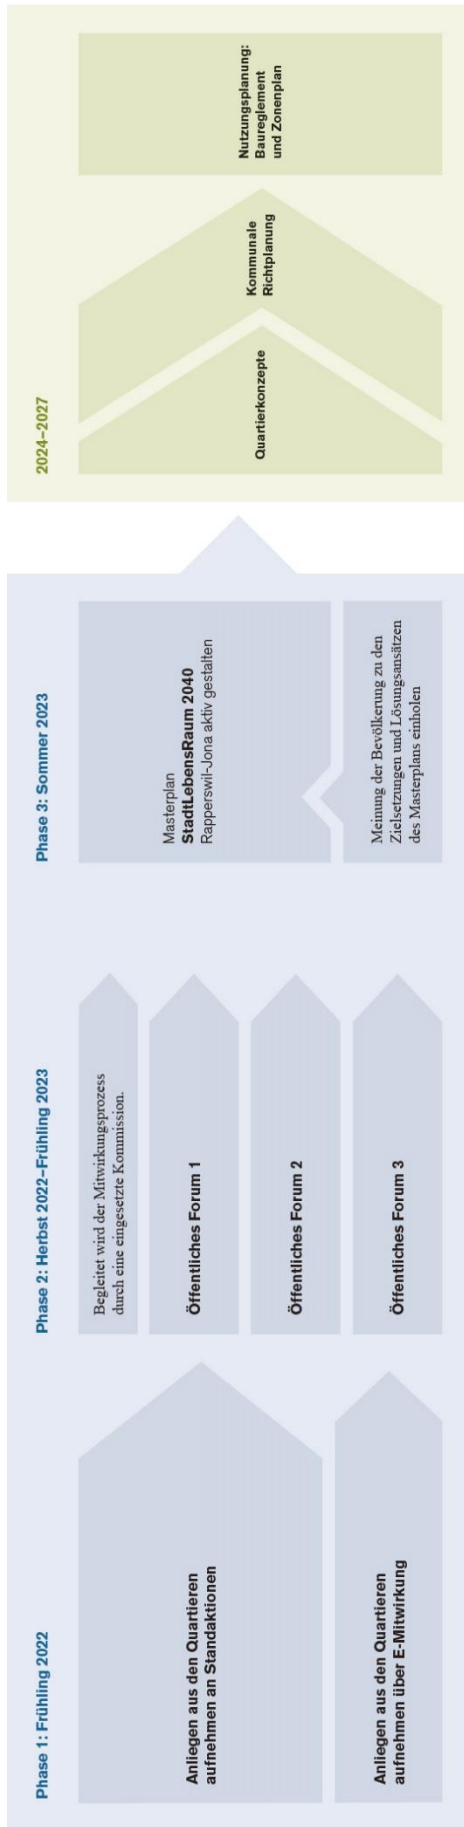 Phase 1: Frühling 2022
Anliegen aus den Quartieren
aufnehmen an Standaktionen
Anliegen aus den Quartieren
aufnehmen über E-Mitwirkung
Phase 2: Herbst 2022–Frühling 2023
Begleitet wird der Mitwirkungsprozess
durch eine eingesetzte Kommission.
Öffentliches Forum 1
Öffentliches Forum 2
Öffentliches Forum 3
Phase 3: Sommer 2023
Masterplan
StadtLebensRaum 2040
Rapperswil-Jona aktiv gestalten
Meinung der Bevölkerung zu den
Zielsetzungen und Lösungsansätzen
des Masterplans einholen
2024–2027
Quartierkonzepte
Kommunale
Richtplanung
Nutzungsplanung:
Baureglement
und Zonenplan